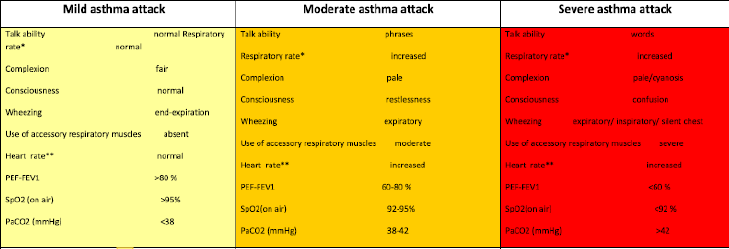 Mild asthma attack
Talk ability normal Respiratory
rate* normal
Complexion fair
Consciousness normal
Wheezing end-expiration
Use of accessory respiratory muscles absent
Heart rate** normal
PEF-FEV1 >80 %
SpO2 (on air) >95%
PaCO2 (mmHg) <38
Moderate asthma attack
Talk ability phrases
Respiratory rate* increased
Complexion pale
Consciousness restlessness
Wheezing expiratory
Use of accessory respiratory muscles moderate
Heart rate** increased
PEF-FEV1 60-80 %
SpO2(on air) 92-95%
PaCO2 (mmHg) 38-42
Severe asthma attack
Talk ability words
Respiratory rate* increased
Complexion pale/cyanosis
Consciousness confusion
Wheezing expiratory/ inspiratory/ silent chest
Use of accessory respiratory muscles severe
Heart rate** increased
PEF-FEV1 <60 %
SpO2(on air) <92 %
PaCO2 (mmHg) >42